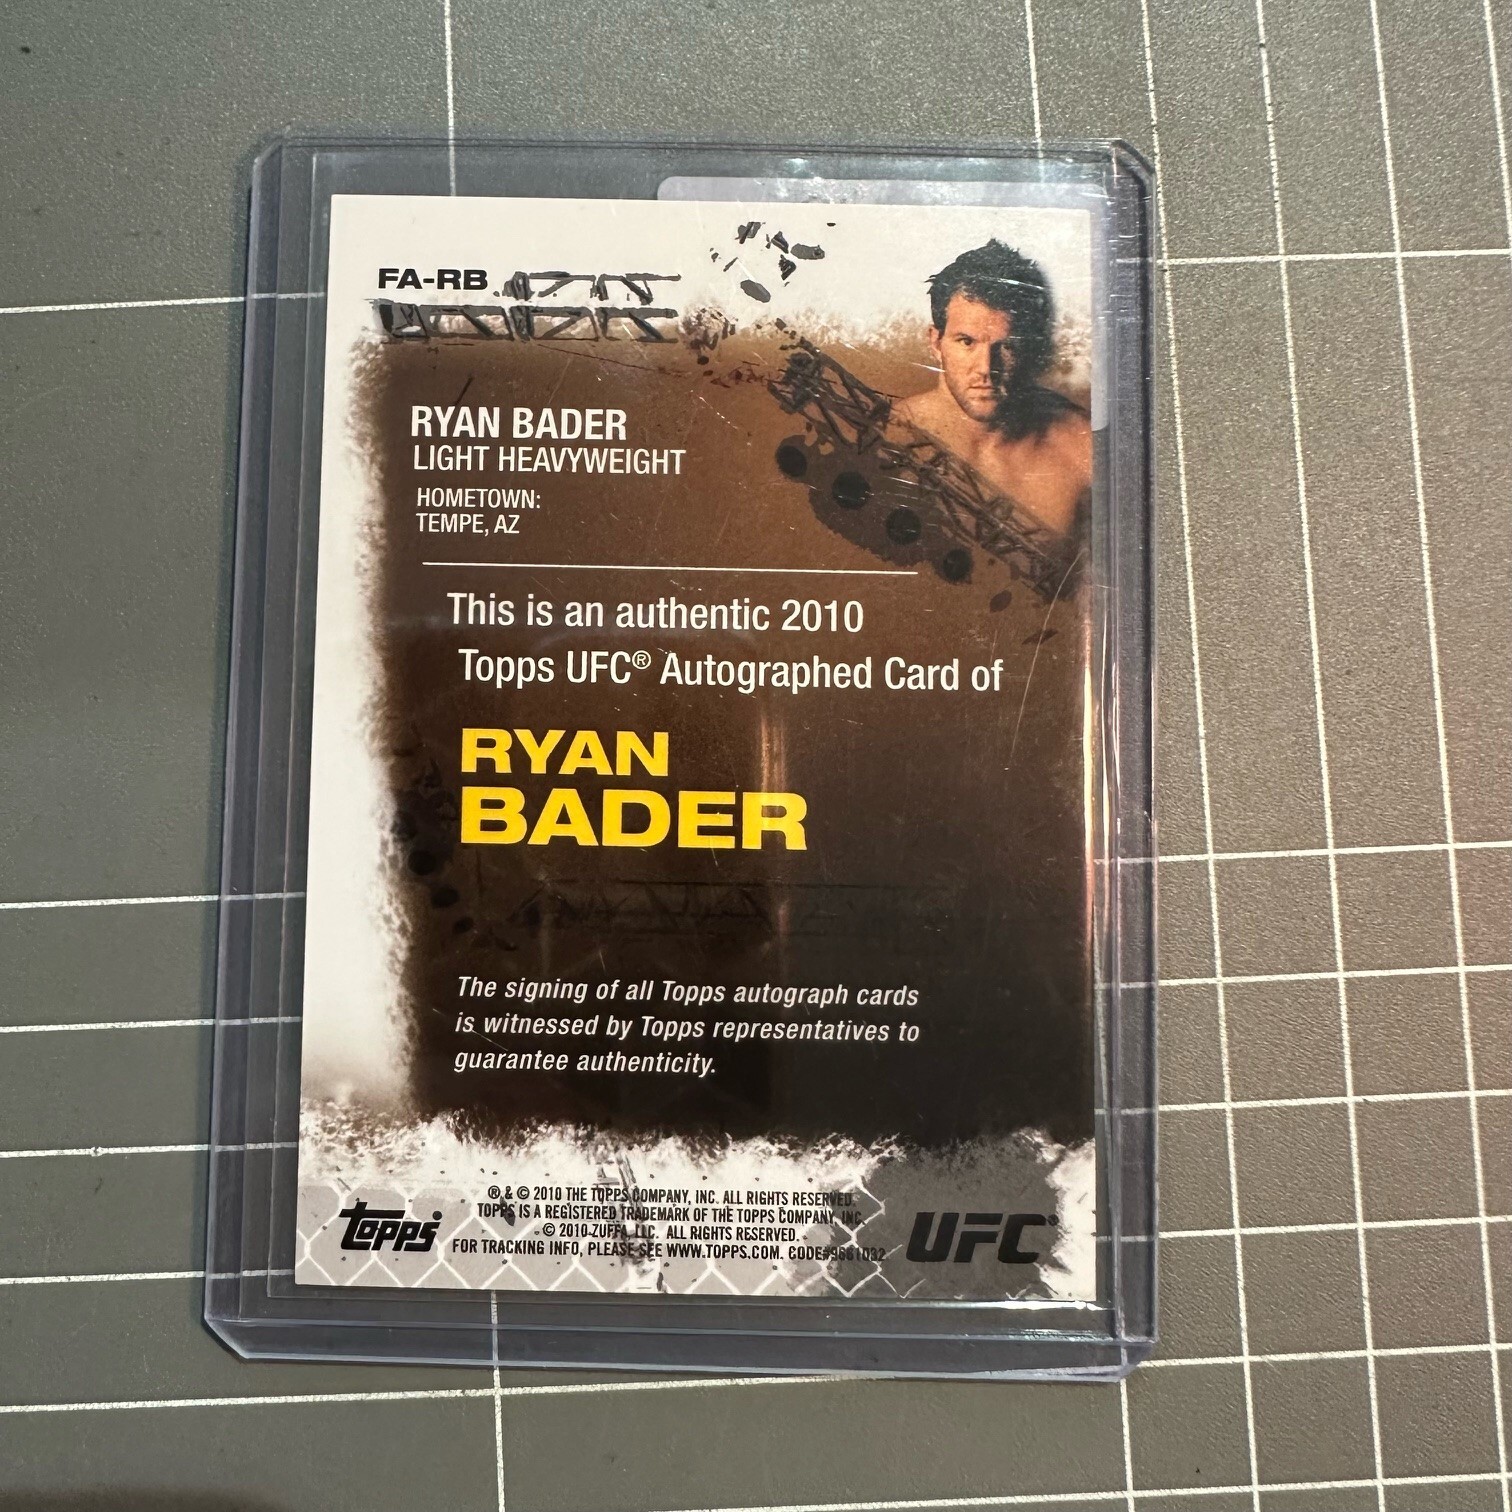 FA-RB
RYAN BADER
LIGHT HEAVYWEIGHT
HOMETOWN:
TEMPE, AZ
This is an authentic 2010
Topps UFC® Autographed Card of
RYAN
BADER
The signing of all Topps autograph cards
is witnessed by Topps representatives to
guarantee authenticity.
® & © 2010 THE TOPPS COMPANY, INC. ALL RIGHTS RESERVED.
TOPPS IS A REGISTERED TRADEMARK OF THE TOPPS COMPANY, INC.
© 2010 ZUFFA, LLC. ALL RIGHTS RESERVED.
FOR TRACKING INFO, PLEASE SEE WWW.TOPPS.COM.
topps
UFC®